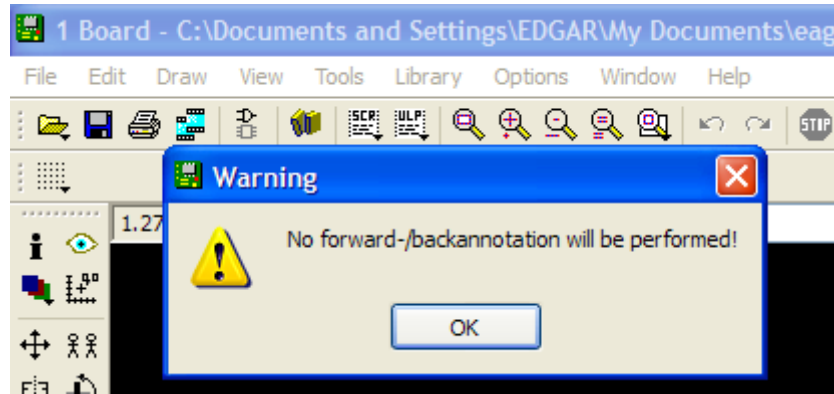 1 Board - C:\Documents and Settings\EDGAR\My Documents\eag
File Edit Draw View Tools Library Options Window Help
SCR ULP STOP
Warning
1.27
No forward-/backannotation will be performed!
OK